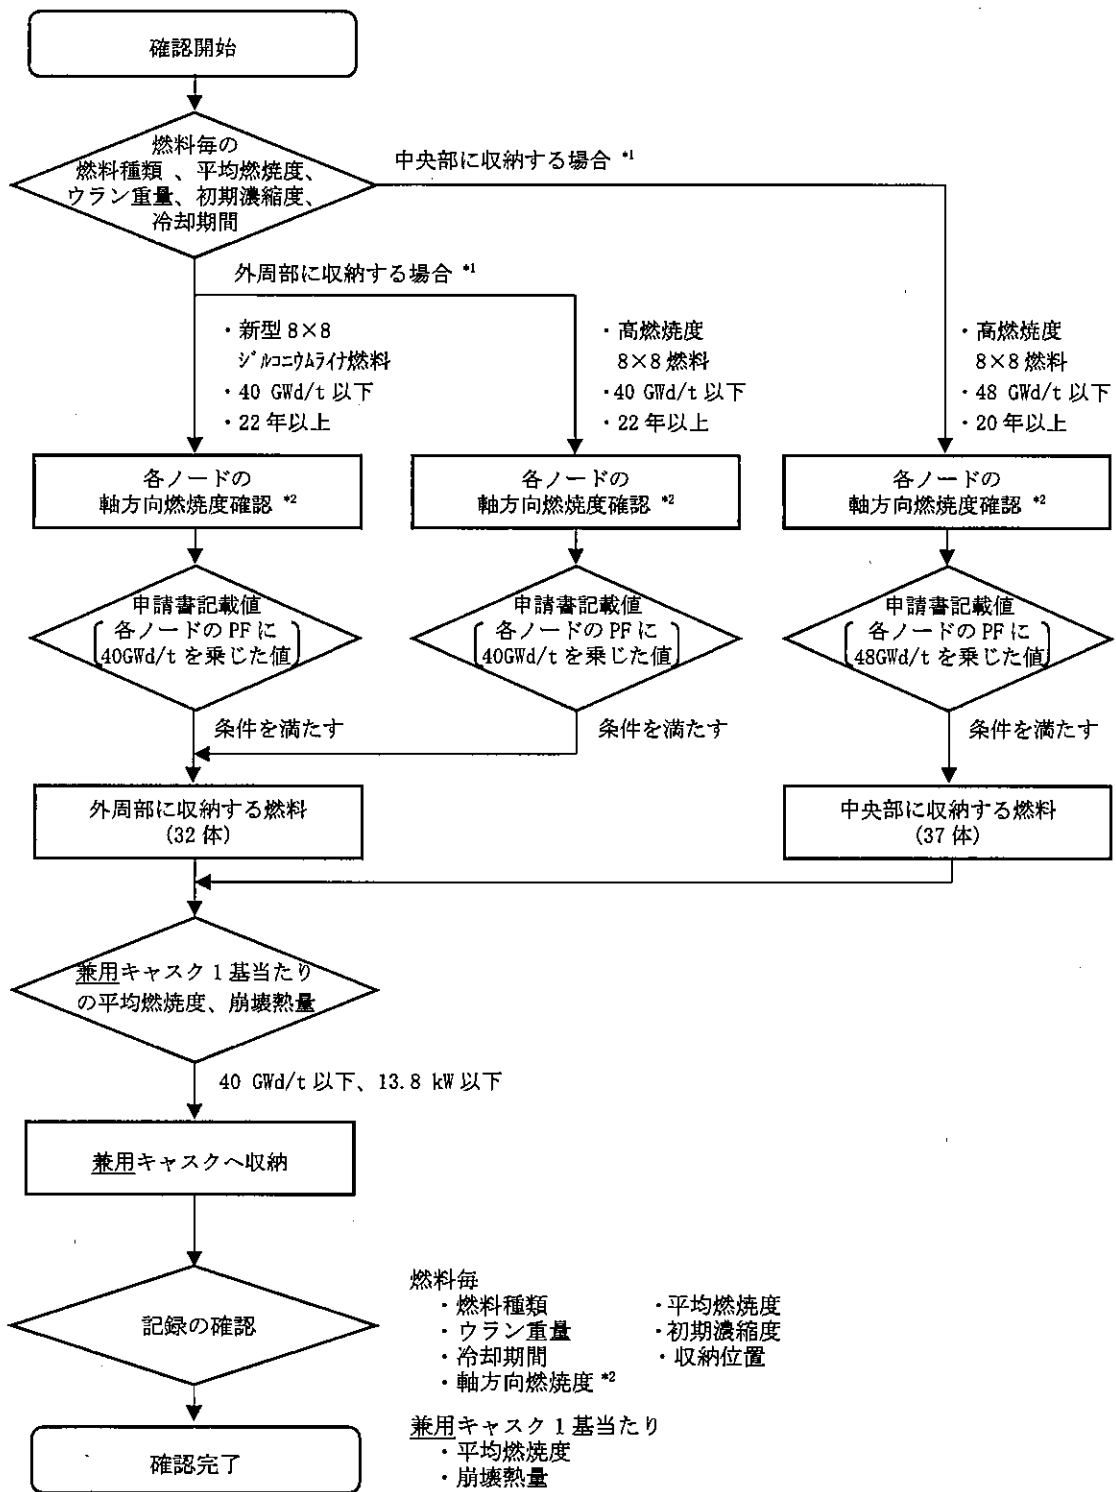 確認開始
燃料毎の
燃料種類 、平均燃焼度、
ウラン重量、初期濃縮度、
冷却期間
中央部に収納する場合 *1
外周部に収納する場合 *1
・新型 8×8
ジルコニウムライナ燃料
・40 GWd/t 以下
・22 年以上
・高燃焼度
8×8 燃料
・40 GWd/t 以下
・22 年以上
・高燃焼度
8×8 燃料
・48 GWd/t 以下
・20 年以上
各ノードの
軸方向燃焼度確認 *2
各ノードの
軸方向燃焼度確認 *2
各ノードの
軸方向燃焼度確認 *2
申請書記載値
各ノードの PF に
40GWd/t を乗じた値
申請書記載値
各ノードの PF に
40GWd/t を乗じた値
申請書記載値
各ノードの PF に
48GWd/t を乗じた値
条件を満たす
条件を満たす
条件を満たす
外周部に収納する燃料
(32 体)
中央部に収納する燃料
(37 体)
兼用キャスク 1 基当たり
の平均燃焼度、崩壊熱量
40 GWd/t 以下、13.8 kW 以下
兼用キャスクへ収納
記録の確認
燃料毎
・燃料種類 ・平均燃焼度
・ウラン重量 ・初期濃縮度
・冷却期間 ・収納位置
・軸方向燃焼度 *2
兼用キャスク 1 基当たり
・平均燃焼度
・崩壊熱量
確認完了